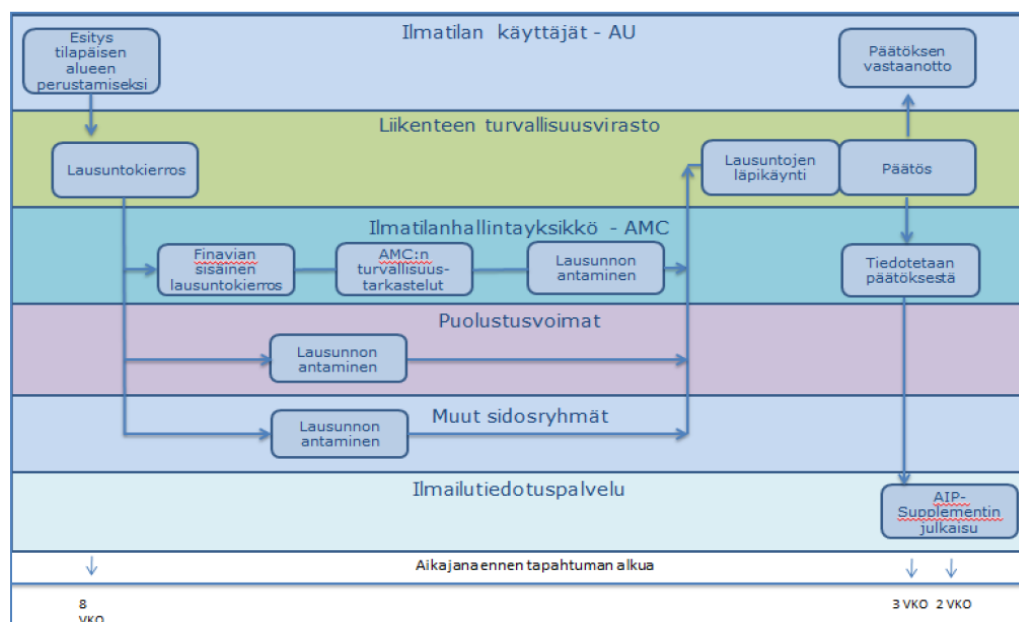 Ilmatilan käyttäjät - AU
Esitys
tilapäisen
alueen
perustamiseksi
Päätöksen
vastaanotto
Liikenteen turvallisuusvirasto
Lausuntokierros
Lausuntojen
läpikäynti
Päätös
Ilmatilanhallintayksikkö - AMC
Finavian
sisäinen
lausuntokierros
AMC:n
turvallisuus-
tarkastelut
Lausunnon
antaminen
Tiedotetaan
päätöksestä
Puolustusvoimat
Lausunnon
antaminen
Muut sidosryhmät
Lausunnon
antaminen
Ilmailutiedotuspalvelu
AIP-
Supplementin
julkaisu
Aikajana ennen tapahtuman alkua
8
VKO
3 VKO 2 VKO